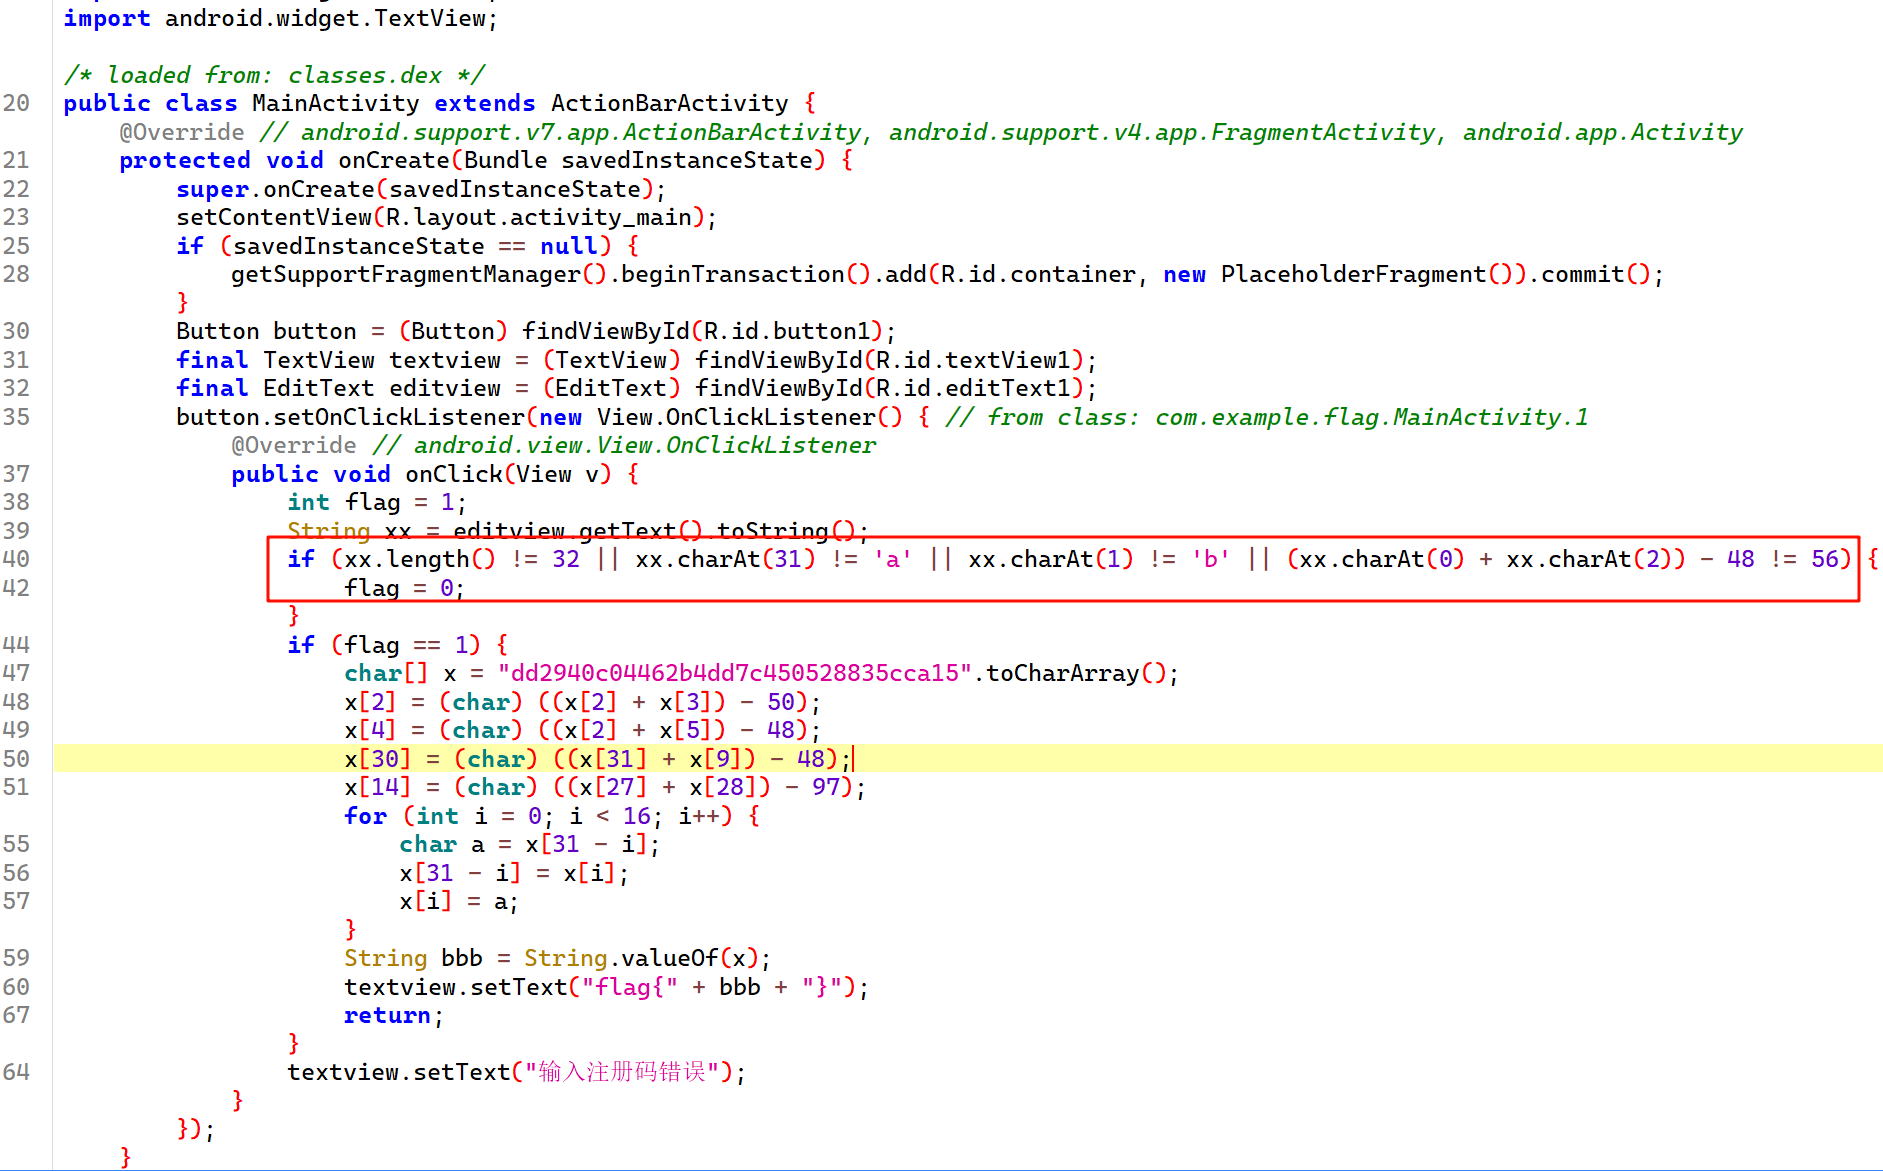 import android.widget.TextView;
/* loaded from: classes.dex */
20 public class MainActivity extends ActionBarActivity {
@Override // android.support.v7.app.ActionBarActivity, android.support.v4.app.FragmentActivity, android.app.Activity
21 protected void onCreate(Bundle savedInstanceState) {
22 super.onCreate(savedInstanceState);
23 setContentView(R.layout.activity_main);
25 if (savedInstanceState == null) {
28 getSupportFragmentManager().beginTransaction().add(R.id.container, new PlaceholderFragment()).commit();
}
30 Button button = (Button) findViewById(R.id.button1);
31 final TextView textview = (TextView) findViewById(R.id.textView1);
32 final EditText editview = (EditText) findViewById(R.id.editText1);
35 button.setOnClickListener(new View.OnClickListener() { // from class: com.example.flag.MainActivity.1
@Override // android.view.View.OnClickListener
37 public void onClick(View v) {
38 int flag = 1;
39 String xx = editview.getText().toString();
40 if (xx.length() != 32 || xx.charAt(31) != 'a' || xx.charAt(1) != 'b' || (xx.charAt(0) + xx.charAt(2)) - 48 != 56) {
42 flag = 0;
}
44 if (flag == 1) {
47 char[] x = "dd2940c04462b4dd7c450528835cca15".toCharArray();
48 x[2] = (char) ((x[2] + x[3]) - 50);
49 x[4] = (char) ((x[2] + x[5]) - 48);
50 x[30] = (char) ((x[31] + x[9]) - 48);
51 x[14] = (char) ((x[27] + x[28]) - 97);
for (int i = 0; i < 16; i++) {
55 char a = x[31 - i];
56 x[31 - i] = x[i];
57 x[i] = a;
}
59 String bbb = String.valueOf(x);
60 textview.setText("flag{" + bbb + "}");
67 return;
}
64 textview.setText("输入注册码错误");
}
});
}